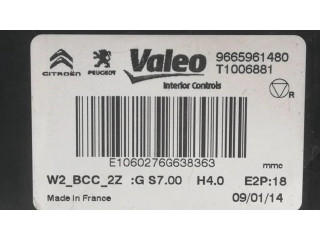 CITROËN PEUGEOT Valeo 9665961480
T1006881
Interior Controls
R
E1060276G638363
mmc
W2_BCC_2Z :G S7.00 H4.0 E2P:18
Made in France 09/01/14